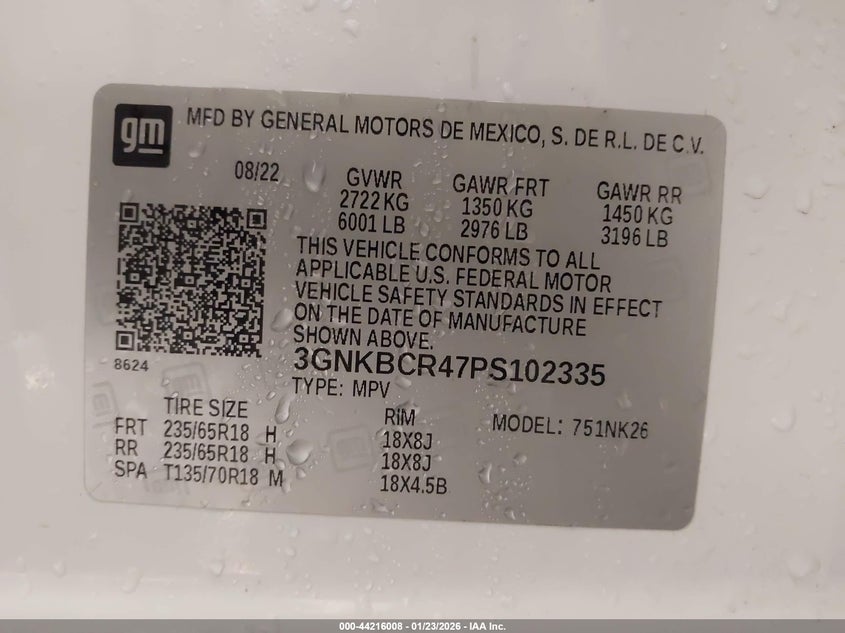 gm
MFD BY GENERAL MOTORS DE MEXICO, S. DE R.L. DE C.V.
08/22
GVWR GAWR FRT GAWR RR
2722 KG 1350 KG 1450 KG
6001 LB 2976 LB 3196 LB
THIS VEHICLE CONFORMS TO ALL
APPLICABLE U.S. FEDERAL MOTOR
VEHICLE SAFETY STANDARDS IN EFFECT
ON THE DATE OF MANUFACTURE
SHOWN ABOVE.
8624
3GNKBCR47PS102335
TYPE: MPV
TIRE SIZE RIM MODEL: 751NK26
FRT 235/65R18 H 18X8J
RR 235/65R18 H 18X8J
SPA T135/70R18 M 18X4.5B
000-44216008 - 01/23/2026 - IAA Inc.